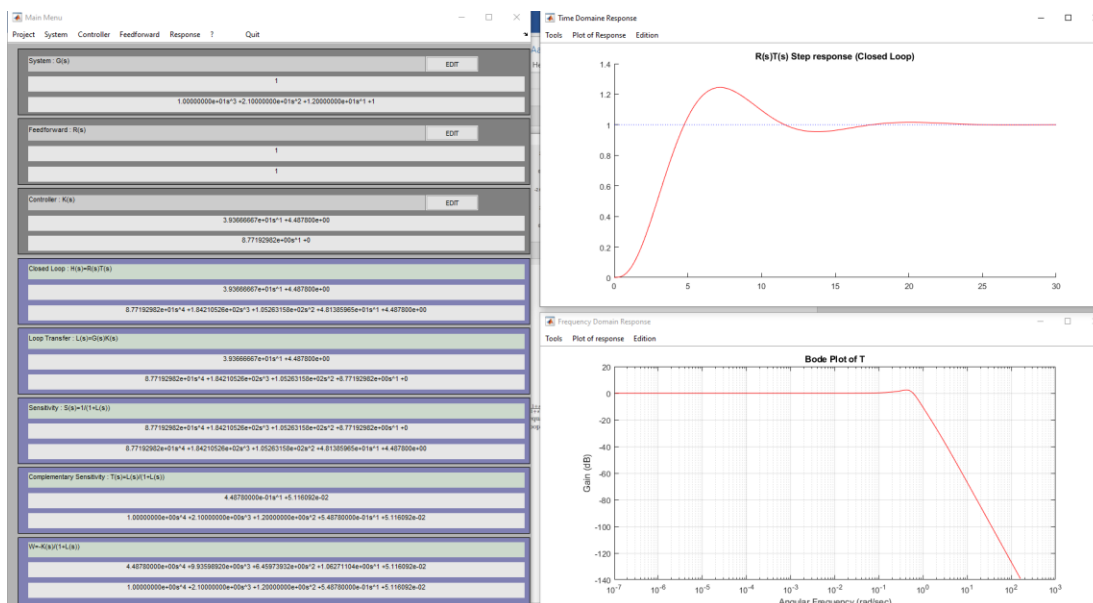 Main Menu
Project System Controller Feedforward Response ? Quit
System : G(s)
EDIT
1
1.00000000e+01s^3 +2.10000000e+01s^2 +1.20000000e+01s^1 +1
Feedforward : R(s)
EDIT
1
1
Controller : K(s)
EDIT
3.93666667e+01s^1 +4.487800e+00
8.77192982e+00s^1 +0
Closed Loop : H(s)=R(s)T(s)
3.93666667e+01s^1 +4.487800e+00
8.77192982e+01s^4 +1.84210526e+02s^3 +1.05263158e+02s^2 +4.81385965e+01s^1 +4.487800e+00
Loop Transfer : L(s)=G(s)K(s)
3.93666667e+01s^1 +4.487800e+00
8.77192982e+01s^4 +1.84210526e+02s^3 +1.05263158e+02s^2 +8.77192982e+00s^1 +0
Sensitivity : S(s)=1/(1+L(s))
8.77192982e+01s^4 +1.84210526e+02s^3 +1.05263158e+02s^2 +8.77192982e+00s^1 +0
8.77192982e+01s^4 +1.84210526e+02s^3 +1.05263158e+02s^2 +4.81385965e+01s^1 +4.487800e+00
Complementary Sensitivity : T(s)=L(s)/(1+L(s))
4.48780000e-01s^1 +5.116092e-02
1.00000000e+00s^4 +2.10000000e+00s^3 +1.20000000e+00s^2 +5.48780000e-01s^1 +5.116092e-02
W=-K(s)/(1+L(s))
4.48780000e+00s^4 +9.93598920e+00s^3 +6.45973932e+00s^2 +1.06271104e+00s^1 +5.116092e-02
1.00000000e+00s^4 +2.10000000e+00s^3 +1.20000000e+00s^2 +5.48780000e-01s^1 +5.116092e-02
Time Domaine Response
Tools Plot of Response Edition
R(s)T(s) Step response (Closed Loop)
1.4
1.2
1
0.8
0.6
0.4
0.2
0
0 5 10 15 20 25 30
Frequency Domain Response
Tools Plot of response Edition
Bode Plot of T
Gain (dB)
20
0
-20
-40
-60
-80
-100
-120
-140
10^-7 10^-6 10^-5 10^-4 10^-3 10^-2 10^-1 10^0 10^1 10^2 10^3
Angular Frequency (rad/sec)